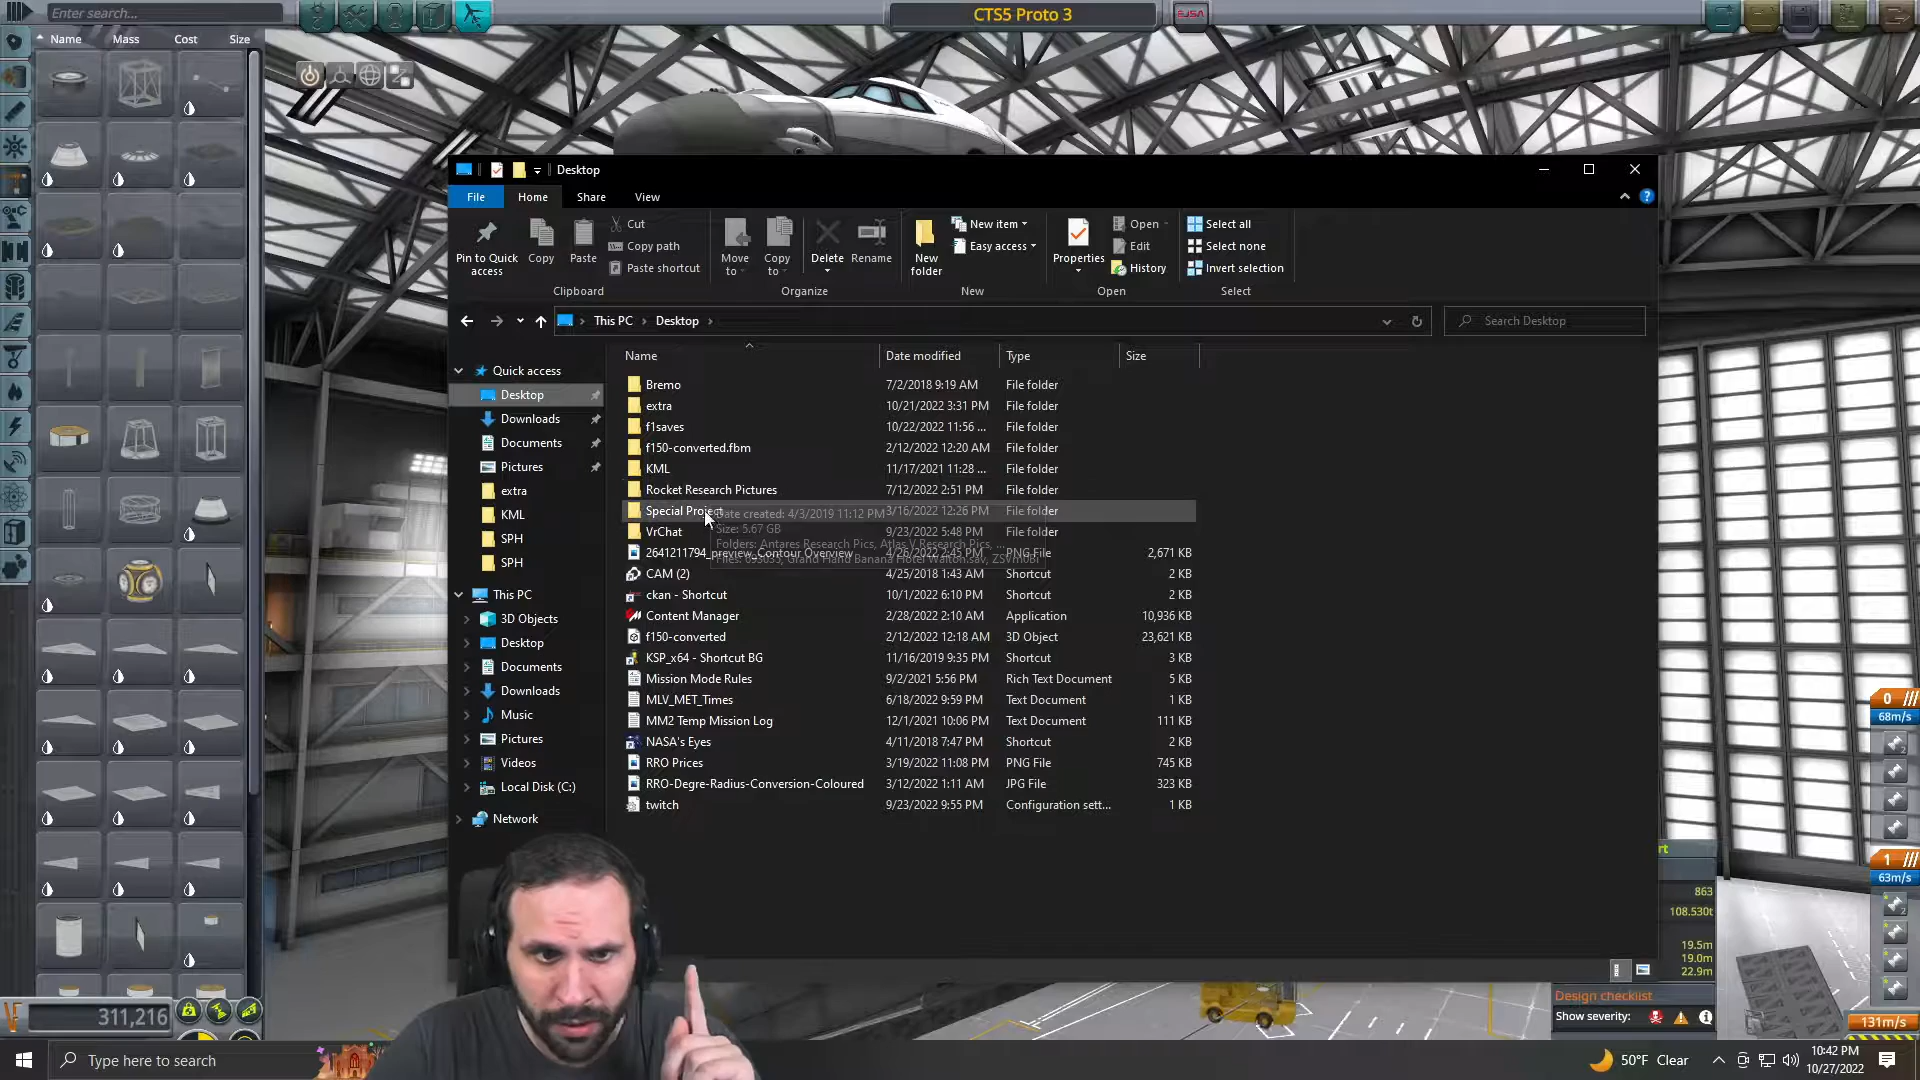 Enter search...
CTS5 Proto 3
Name Mass Cost Size
Desktop
File Home Share View
Pin to Quick access
Copy
Paste
Cut
Copy path
Paste shortcut
Move to
Copy to
Delete
Rename
New folder
New item
Easy access
Properties
Open
Edit
History
Select all
Select none
Invert selection
Clipboard Organize New Open Select
This PC Desktop
Search Desktop
Name Date modified Type Size
Quick access
Desktop
Downloads
Documents
Pictures
extra
KML
SPH
SPH
This PC
3D Objects
Desktop
Documents
Downloads
Music
Pictures
Videos
Local Disk (C:)
Network
Bremo 7/2/2018 9:19 AM File folder
extra 10/21/2022 3:31 PM File folder
f1saves 10/22/2022 11:56 ... File folder
f150-converted.fbm 2/12/2022 12:20 AM File folder
KML 11/17/2021 11:28 ... File folder
Rocket Research Pictures 7/12/2022 2:51 PM File folder
Special Project 3/16/2022 12:26 PM File folder
Date created: 4/3/2019 11:12 PM
Size: 5.67 GB
Folders: Antares Research Pics, Atlas V Research Pics, ...
VrChat 9/23/2022 5:48 PM File folder
2641211794_preview_Contour Overview 4/26/2022 2:45 PM PNG File 2,671 KB
CAM (2) 4/25/2018 1:43 AM Shortcut 2 KB
ckan - Shortcut 10/1/2022 6:10 PM Shortcut 2 KB
Content Manager 2/28/2022 2:10 AM Application 10,936 KB
f150-converted 2/12/2022 12:18 AM 3D Object 23,621 KB
KSP_x64 - Shortcut BG 11/16/2019 9:35 PM Shortcut 3 KB
Mission Mode Rules 9/2/2021 5:56 PM Rich Text Document 5 KB
MLV_MET_Times 6/18/2022 9:59 PM Text Document 1 KB
MM2 Temp Mission Log 12/1/2021 10:06 PM Text Document 111 KB
NASA's Eyes 4/11/2018 7:47 PM Shortcut 2 KB
RRO Prices 3/19/2022 11:08 PM PNG File 745 KB
RRO-Degre-Radius-Conversion-Coloured 3/12/2022 1:11 AM JPG File 323 KB
twitch 9/23/2022 9:55 PM Configuration sett... 1 KB
0
68m/s
1
63m/s
131m/s
rt
863
108.530t
19.5m
19.0m
22.9m
Design checklist
Show severity:
311,216
Type here to search
50°F Clear
10:42 PM
10/27/2022